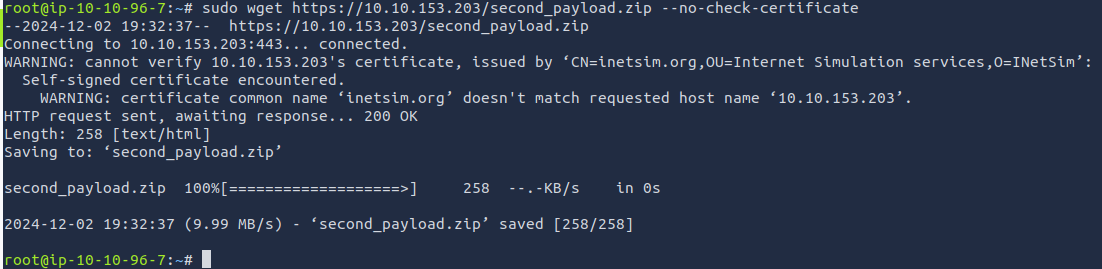 root@ip-10-10-96-7:~# sudo wget https://10.10.153.203/second_payload.zip --no-check-certificate
--2024-12-02 19:32:37--  https://10.10.153.203/second_payload.zip
Connecting to 10.10.153.203:443... connected.
WARNING: cannot verify 10.10.153.203's certificate, issued by ‘CN=inetsim.org,OU=Internet Simulation services,O=INetSim’:
  Self-signed certificate encountered.
    WARNING: certificate common name ‘inetsim.org’ doesn't match requested host name ‘10.10.153.203’.
HTTP request sent, awaiting response... 200 OK
Length: 258 [text/html]
Saving to: ‘second_payload.zip’
second_payload.zip  100%[===================>]     258  --.-KB/s    in 0s
2024-12-02 19:32:37 (9.99 MB/s) - ‘second_payload.zip’ saved [258/258]
root@ip-10-10-96-7:~#